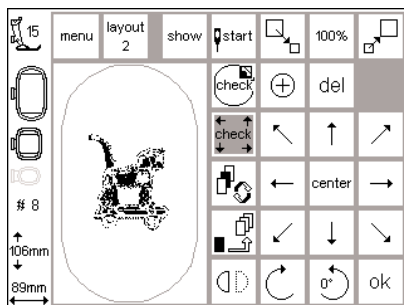 15
menu
layout
2
show
start
100%
check
del
check
center
# 8
106mm
89mm
0°
ok